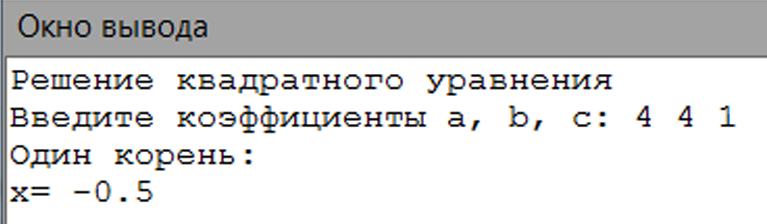 Окно вывода
Решение квадратного уравнения
Введите коэффициенты a, b, c: 4 4 1
Один корень:
x= -0.5